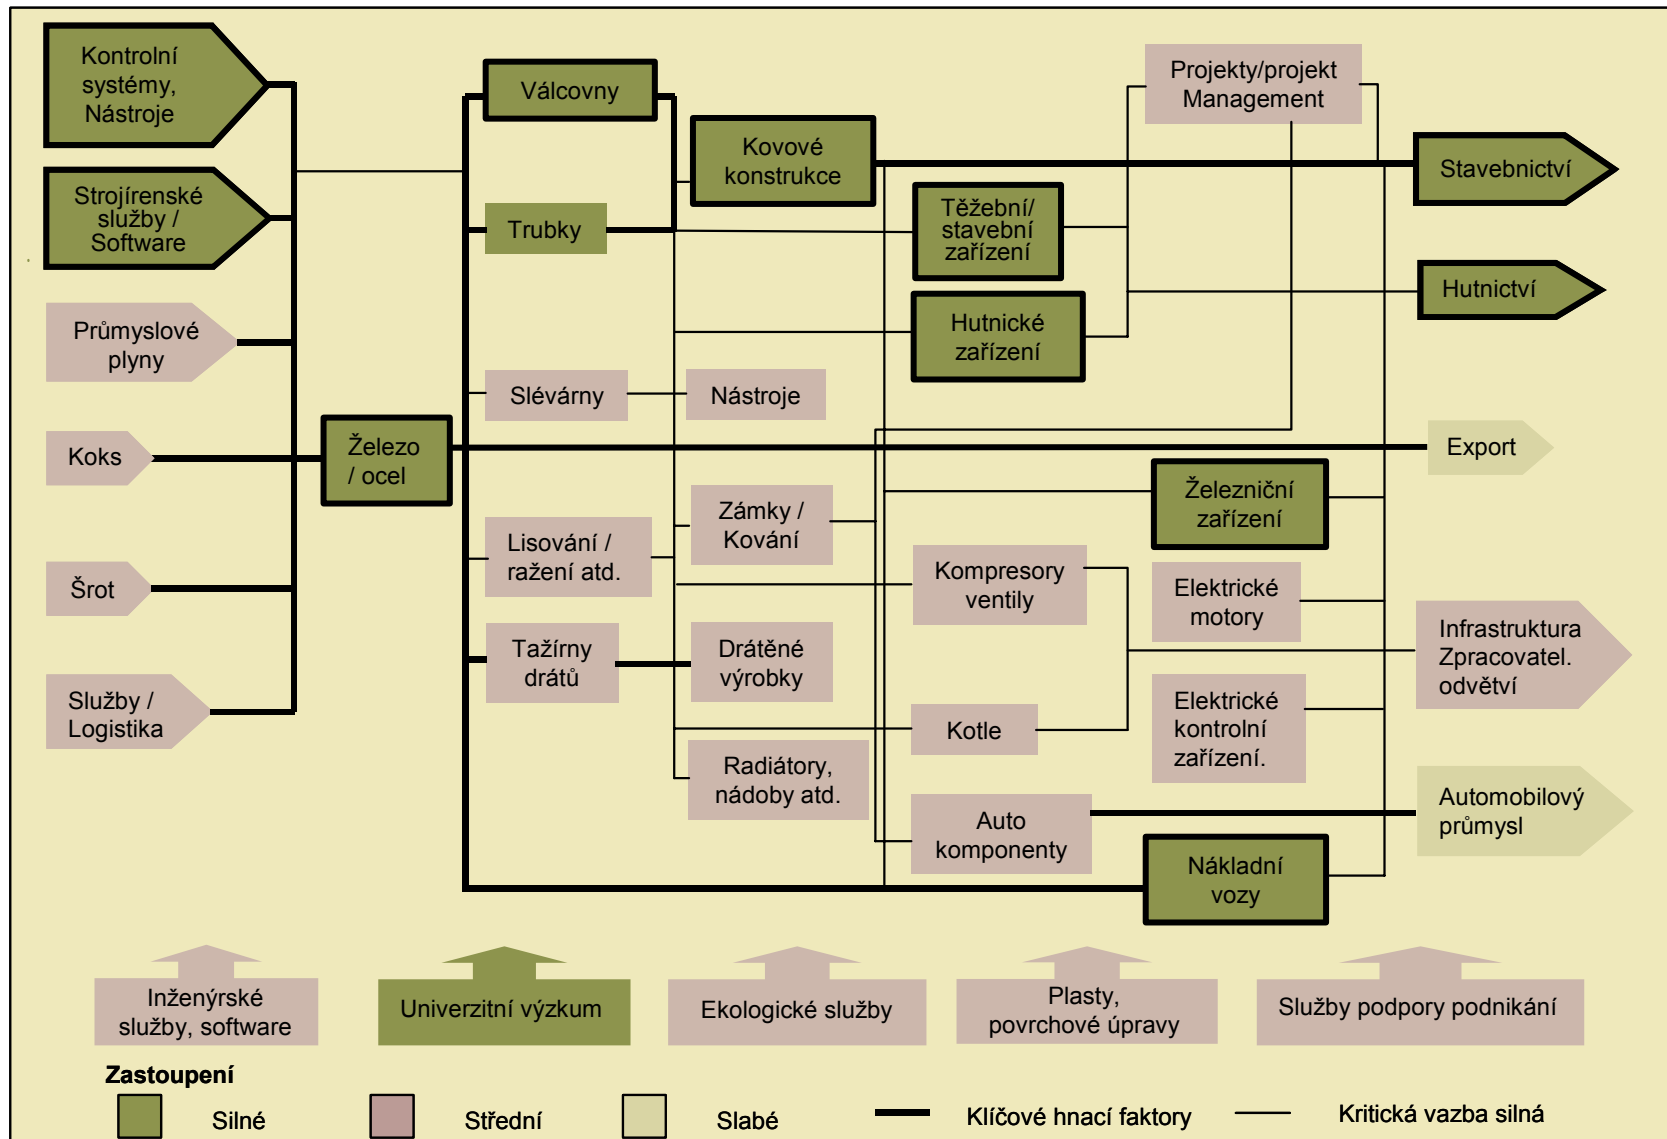 Kontrolní
systémy,
Nástroje
Strojírenské
služby /
Software
Průmyslové
plyny
Koks
Šrot
Služby /
Logistika
Železo
/ ocel
Válcovny
Trubky
Slévárny
Lisování /
ražení atd.
Tažírny
drátů
Kovové
konstrukce
Nástroje
Zámky /
Kování
Drátěné
výrobky
Radiátory,
nádoby atd.
Těžební/
stavební
zařízení
Hutnické
zařízení
Kompresory
ventily
Kotle
Auto
komponenty
Projekty/projekt
Management
Železniční
zařízení
Elektrické
motory
Elektrické
kontrolní
zařízení.
Nákladní
vozy
Stavebnictví
Hutnictví
Export
Infrastruktura
Zpracovatel.
odvětví
Automobilový
průmysl
Inženýrské
služby, software
Univerzitní výzkum
Ekologické služby
Plasty,
povrchové úpravy
Služby podpory podnikání
Zastoupení
Silné
Střední
Slabé
Klíčové hnací faktory
Kritická vazba silná